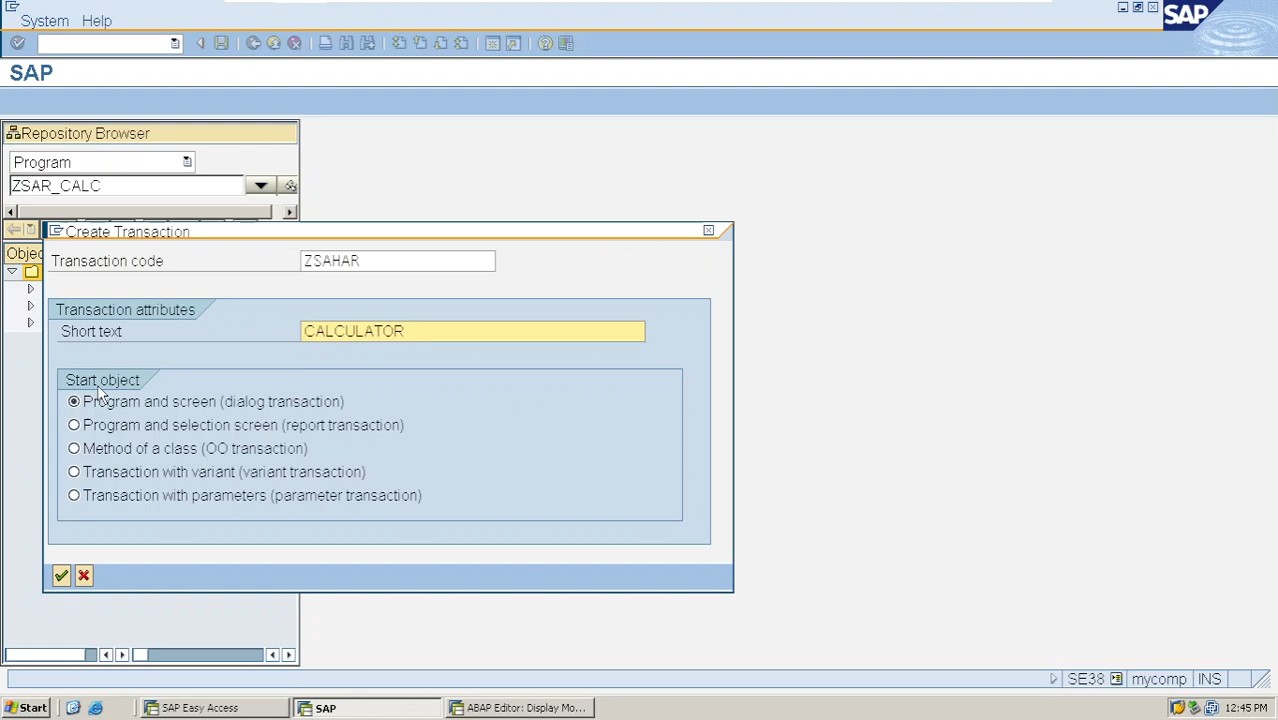 System Help
SAP
SAP
Repository Browser
Program
ZSAR_CALC
Create Transaction
Transaction code ZSAHAR
Objec
Transaction attributes
Short text CALCULATOR
Start object
Program and screen (dialog transaction)
Program and selection screen (report transaction)
Method of a class (OO transaction)
Transaction with variant (variant transaction)
Transaction with parameters (parameter transaction)
SE38 mycomp INS
Start SAP Easy Access SAP ABAP Editor: Display Mo... 12:45 PM